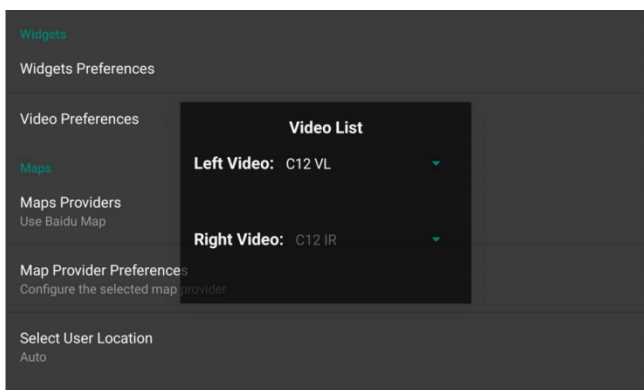 Widgets
Widgets Preferences
Video Preferences
Maps
Maps Providers
Use Baidu Map
Map Provider Preferences
Configure the selected map provider
Select User Location
Auto
Video List
Left Video: C12 VL
Right Video: C12 IR